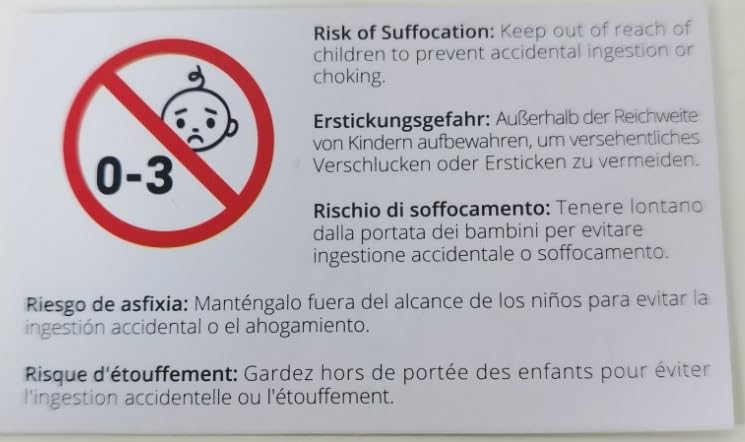 0-3
Risk of Suffocation: Keep out of reach of
children to prevent accidental ingestion or
choking.
Erstickungsgefahr: Außerhalb der Reichweite
von Kindern aufbewahren, um versehentliches
Verschlucken oder Ersticken zu vermeiden.
Rischio di soffocamento: Tenere lontano
dalla portata dei bambini per evitare
ingestione accidentale o soffocamento.
Riesgo de asfixia: Manténgalo fuera del alcance de los niños para evitar la
ingestión accidental o el ahogamiento.
Risque d'étouffement: Gardez hors de portée des enfants pour éviter
l'ingestion accidentelle ou l'étouffement.